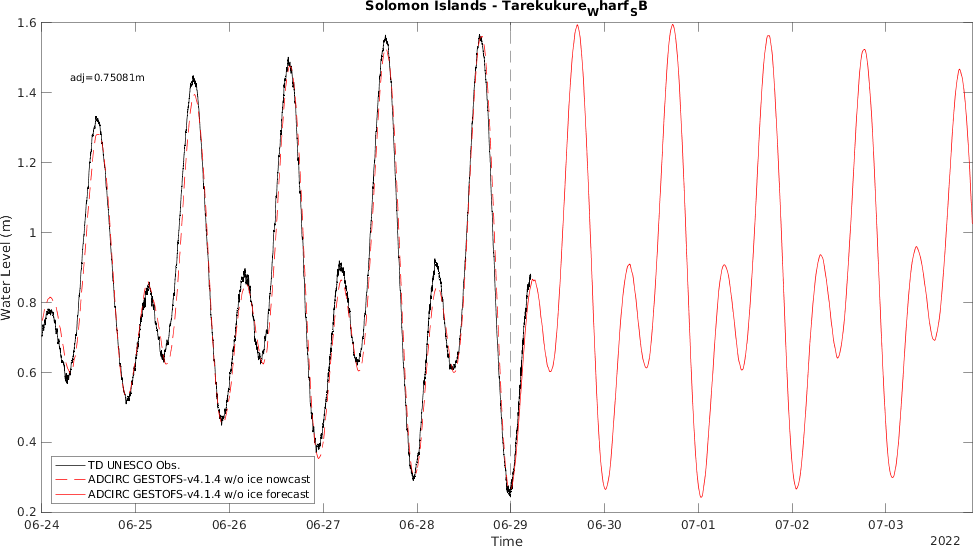 Solomon Islands - TarekukureWharfSB
1.6
1.4
1.2
1
0.8
0.6
0.4
0.2
Water Level (m)
adj=0.75081m
TD UNESCO Obs.
ADCIRC GESTOFS-v4.1.4 w/o ice nowcast
ADCIRC GESTOFS-v4.1.4 w/o ice forecast
06-24 06-25 06-26 06-27 06-28 06-29 06-30 07-01 07-02 07-03
Time
2022